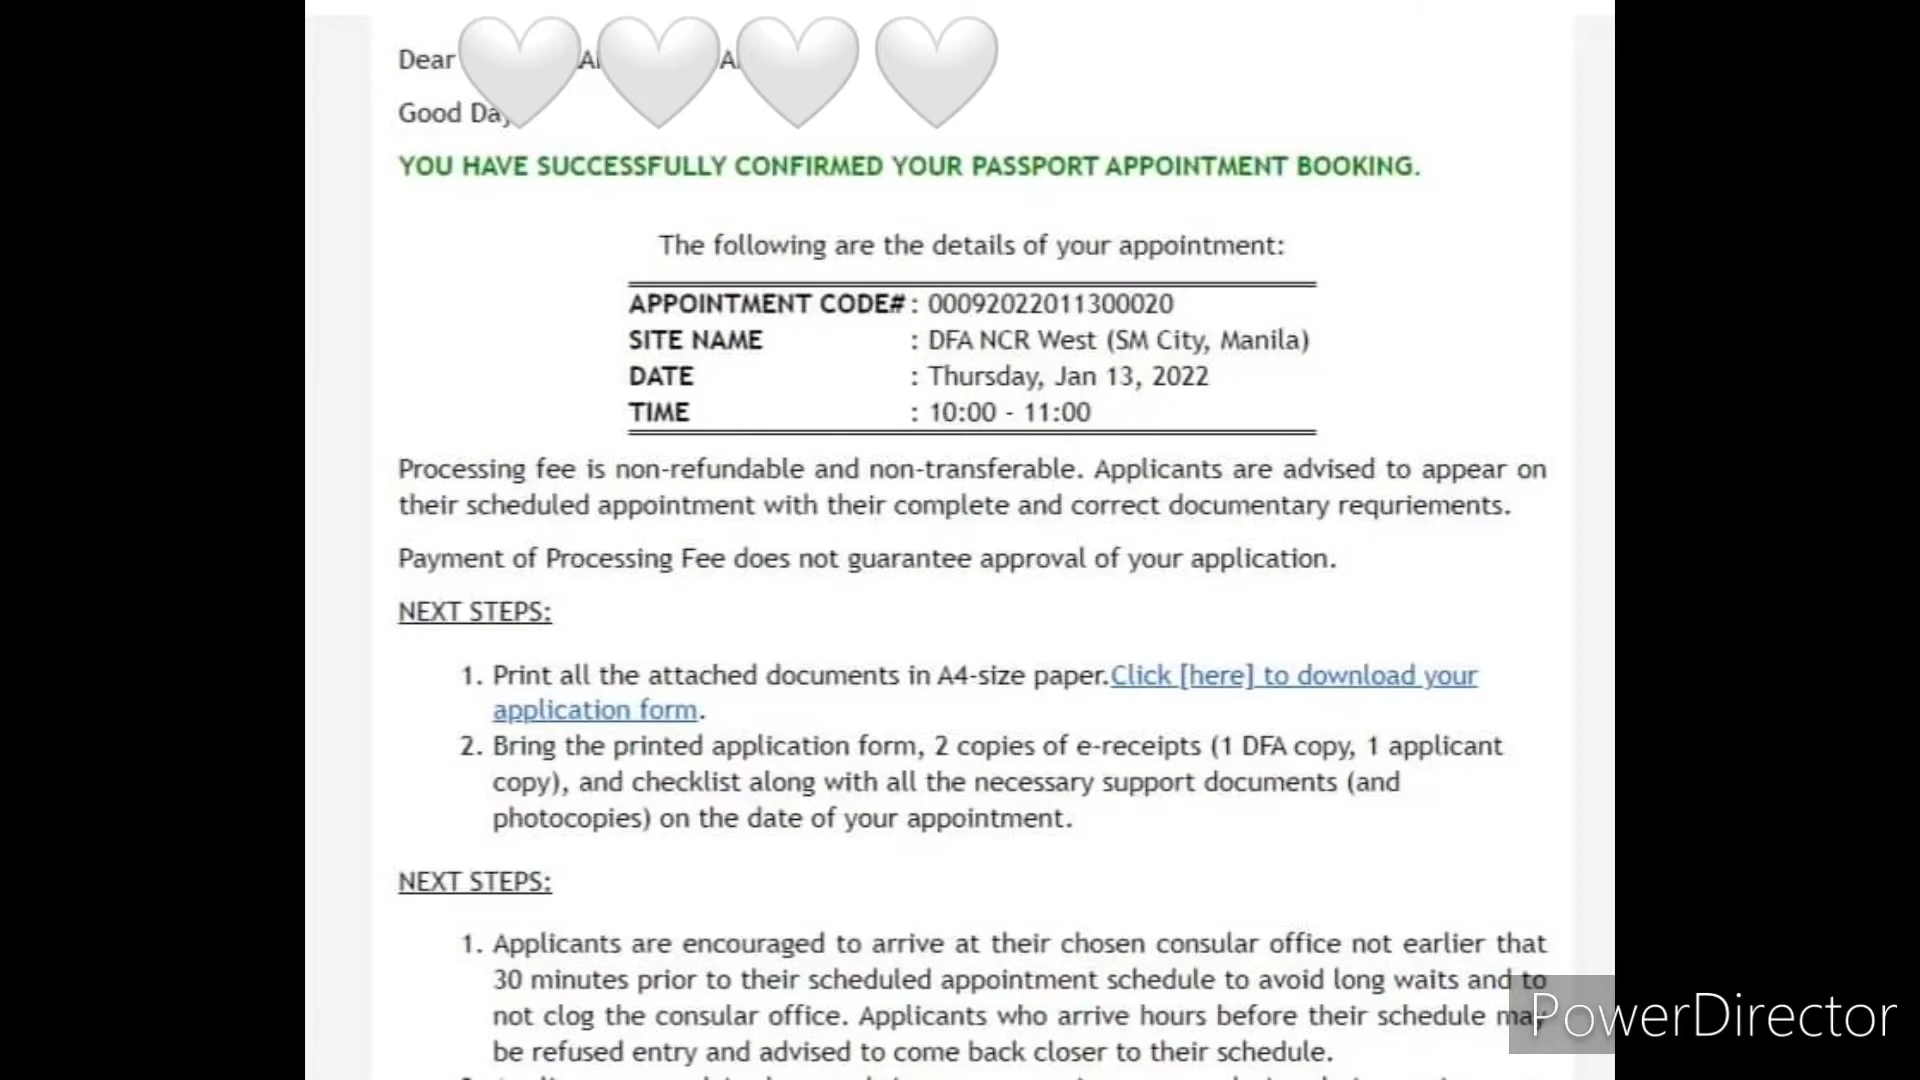 Dear
Good Day
YOU HAVE SUCCESSFULLY CONFIRMED YOUR PASSPORT APPOINTMENT BOOKING.
The following are the details of your appointment:
APPOINTMENT CODE# : 00092022011300020
SITE NAME : DFA NCR West (SM City, Manila)
DATE : Thursday, Jan 13, 2022
TIME : 10:00 - 11:00
Processing fee is non-refundable and non-transferable. Applicants are advised to appear on
their scheduled appointment with their complete and correct documentary requriements.
Payment of Processing Fee does not guarantee approval of your application.
NEXT STEPS:
1. Print all the attached documents in A4-size paper.Click [here] to download your
application form.
2. Bring the printed application form, 2 copies of e-receipts (1 DFA copy, 1 applicant
copy), and checklist along with all the necessary support documents (and
photocopies) on the date of your appointment.
NEXT STEPS:
1. Applicants are encouraged to arrive at their chosen consular office not earlier that
30 minutes prior to their scheduled appointment schedule to avoid long waits and to
not clog the consular office. Applicants who arrive hours before their schedule may
be refused entry and advised to come back closer to their schedule.
PowerDirector